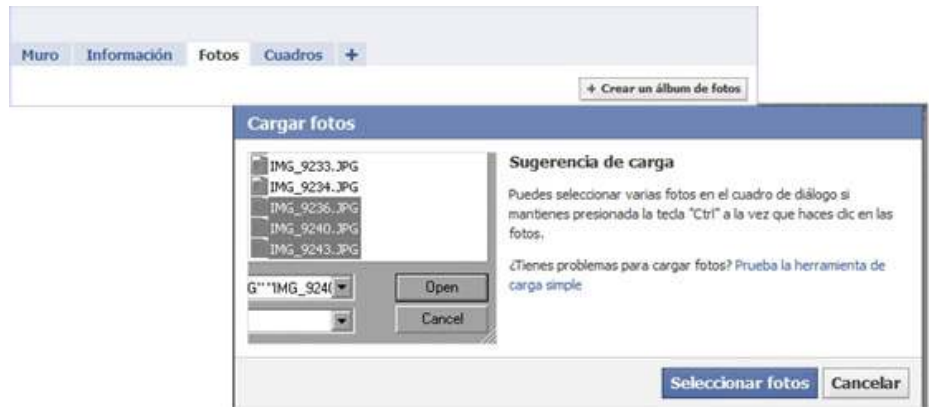 Muro Información Fotos Cuadros +
+ Crear un álbum de fotos
Cargar fotos
IMG_9233.JPG
IMG_9234.JPG
IMG_9236.JPG
IMG_9240.JPG
IMG_9243.JPG
G" "IMG_924(
Open
Cancel
Sugerencia de carga
Puedes seleccionar varias fotos en el cuadro de diálogo si
mantienes presionada la tecla "Ctrl" a la vez que haces clic en las
fotos.
¿Tienes problemas para cargar fotos? Prueba la herramienta de
carga simple
Seleccionar fotos Cancelar